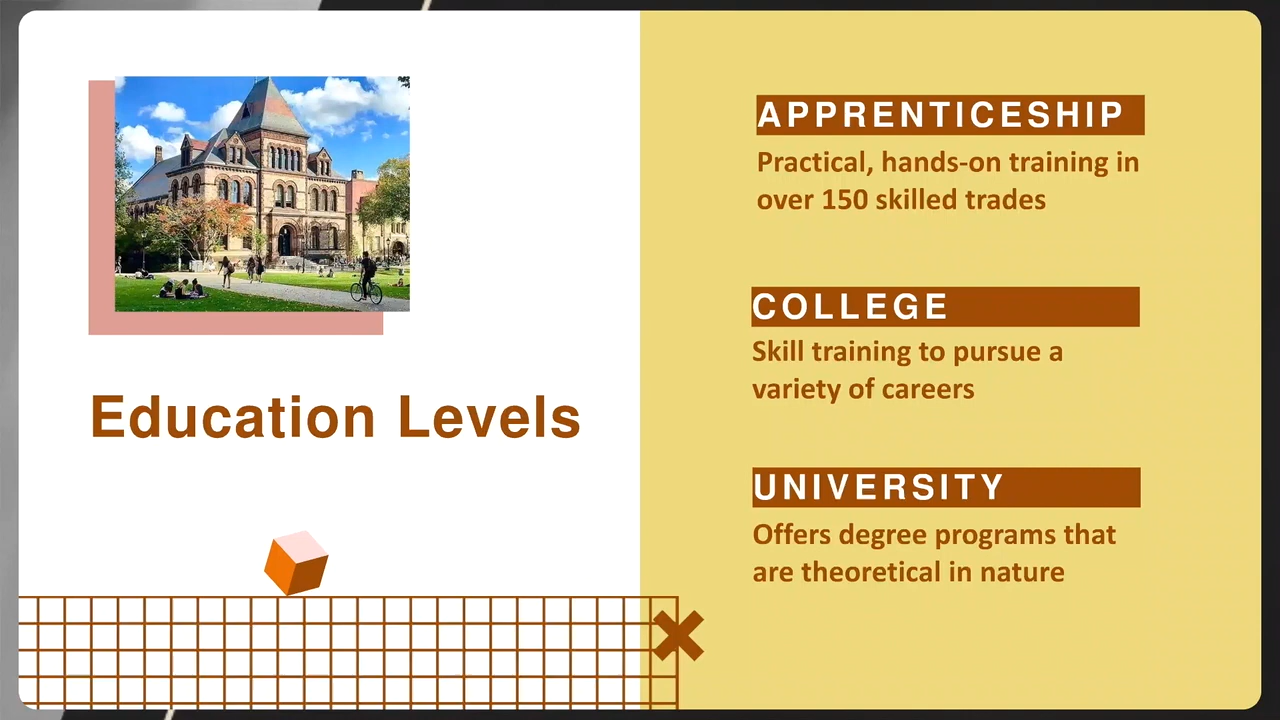 Education Levels
APPRENTICESHIP
Practical, hands-on training in
over 150 skilled trades
COLLEGE
Skill training to pursue a
variety of careers
UNIVERSITY
Offers degree programs that
are theoretical in nature